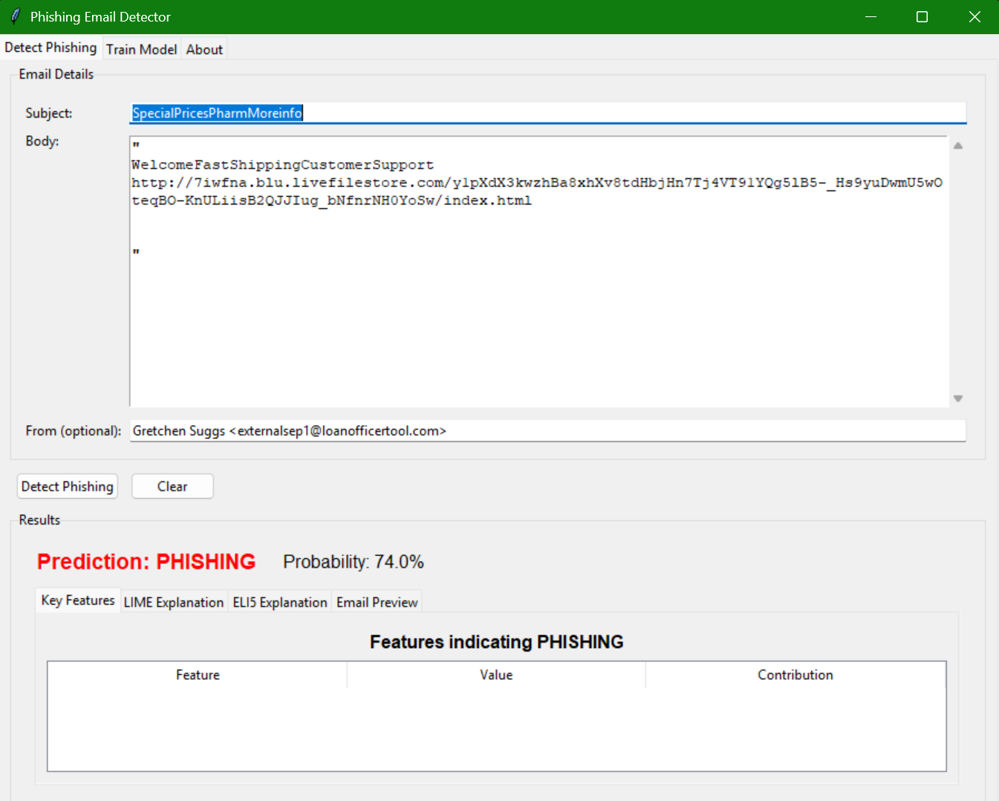 Phishing Email Detector
Detect Phishing Train Model About
Email Details
Subject: SpecialPricesPharmMoreinfo
Body: "
WelcomeFastShippingCustomerSupport
http://7iwfna.blu.livefilestore.com/y1pXdX3kwzhBa8xhXv8tdHbjHn7Tj4VT91YQg51B5-_Hs9yuDwmU5wO
teqBO-KnULiisB2QJJIug_bNfnrNH0YoSw/index.html
"
From (optional): Gretchen Suggs <externalsep1@loanofficertool.com>
Detect Phishing Clear
Results
Prediction: PHISHING Probability: 74.0%
Key Features LIME Explanation ELI5 Explanation Email Preview
Features indicating PHISHING
Feature Value Contribution